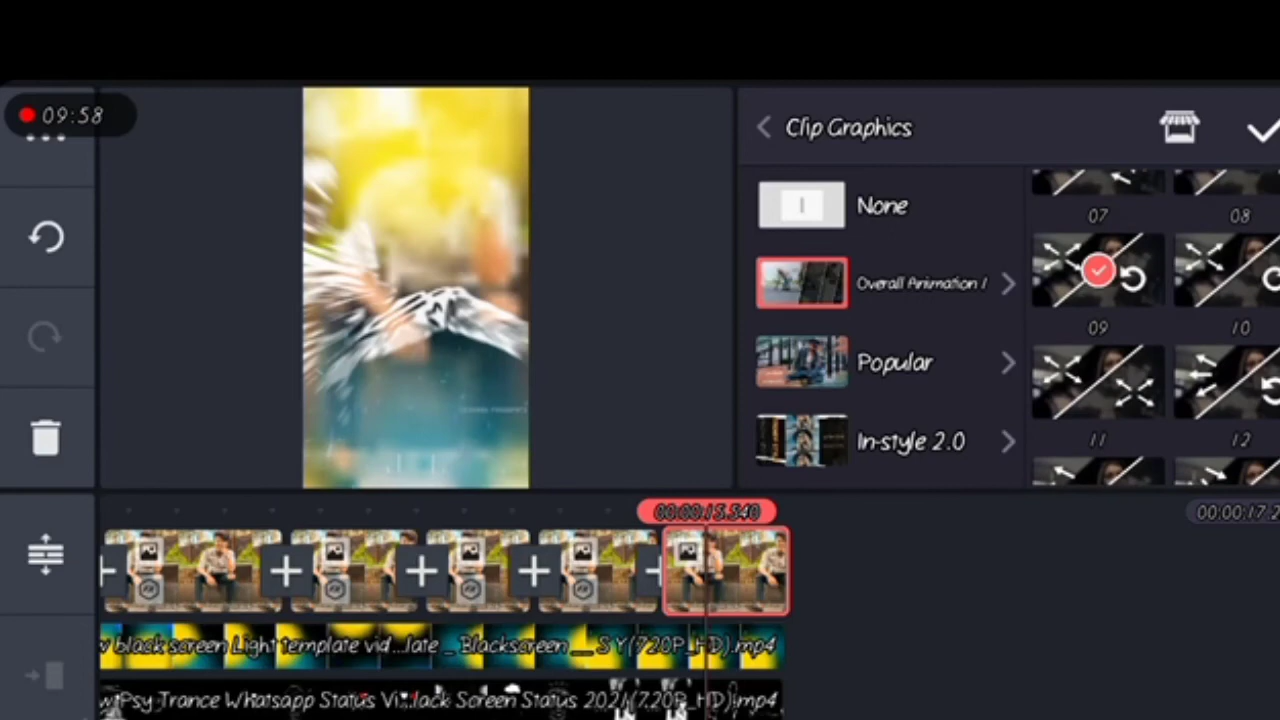 09:58
Clip Graphics
None
Overall Animation 1
Popular
In-style 2.0
07
08
09
10
11
12
00:00:15.540
00:00:17.2
v black screen Light template vid...late _ Blackscreen __ S Y(720P_HD).mp4
Psy Trance Whatsapp Status Vi...lack Screen Status 2021(720P_HD).mp4